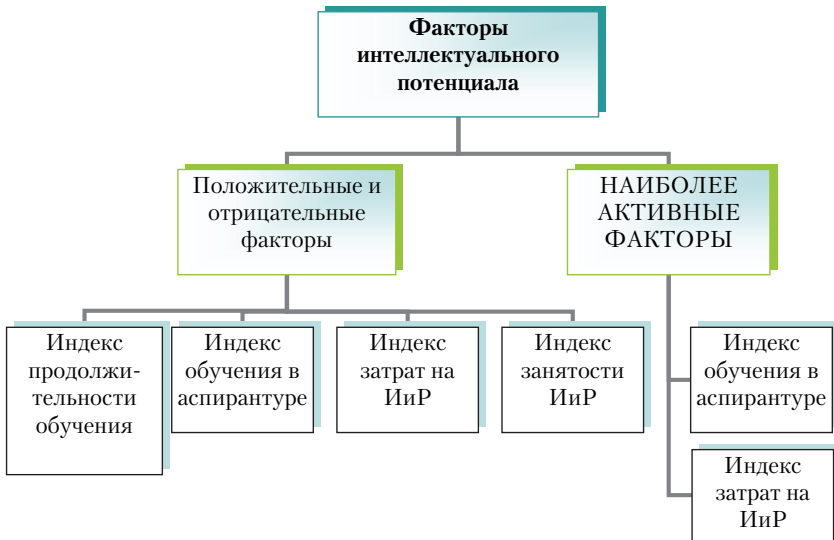 Факторы
интеллектуального
потенциала
Положительные и
отрицательные
факторы
НАИБОЛЕЕ
АКТИВНЫЕ
ФАКТОРЫ
Индекс
продолжи-
тельности
обучения
Индекс
обучения в
аспирантуре
Индекс
затрат на
ИиР
Индекс
занятости
ИиР
Индекс
обучения в
аспирантуре
Индекс
затрат на
ИиР